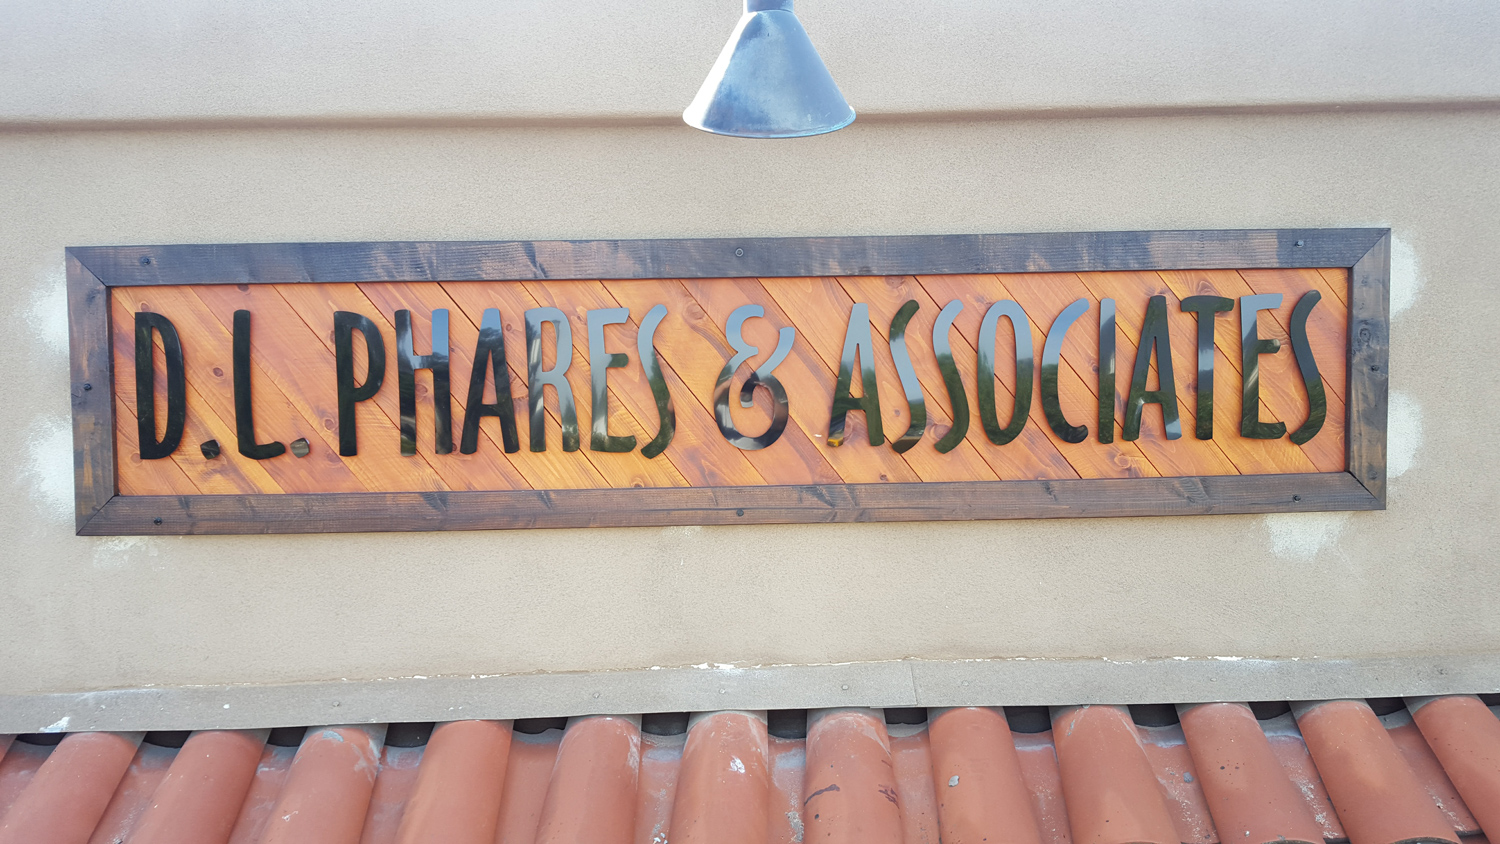 D.L. PHARES & ASSOCIATES